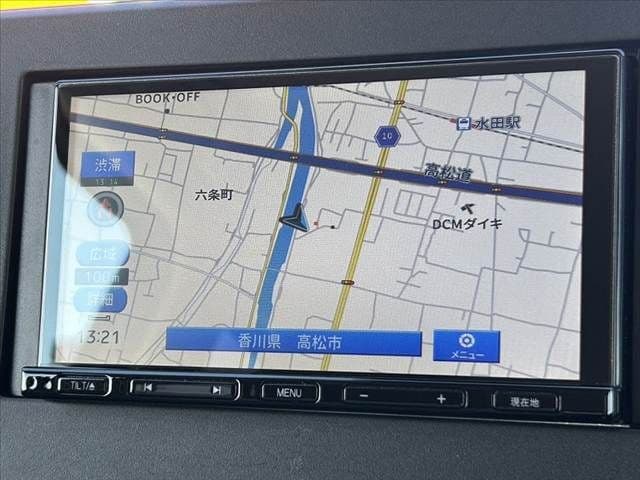 BOOK・OFF
水田駅
10
高松道
渋滞
13:14
六条町
DCMダイキ
広域
100m
詳細
13:21
香川県 高松市
メニュー
TILT/▲
MENU
現在地